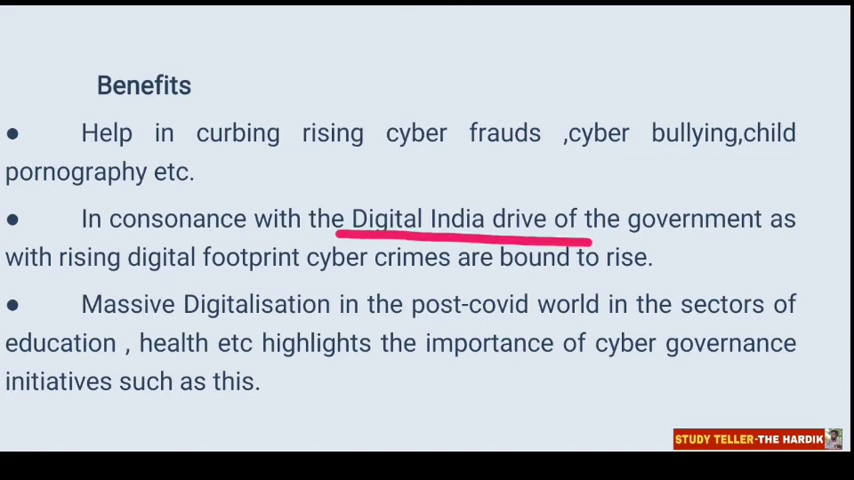 Benefits
● Help in curbing rising cyber frauds ,cyber bullying,child
pornography etc.
● In consonance with the Digital India drive of the government as
with rising digital footprint cyber crimes are bound to rise.
● Massive Digitalisation in the post-covid world in the sectors of
education , health etc highlights the importance of cyber governance
initiatives such as this.
STUDY TELLER-THE HARDIK